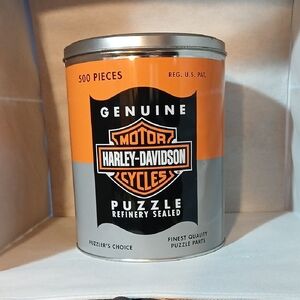 500 PIECES
REG. U.S. PAT.
GENUINE
MOTOR
HARLEY-DAVIDSON
CYCLES
PUZZLE
REFINERY SEALED
PUZZLER'S CHOICE
FINEST QUALITY
PUZZLE PARTS